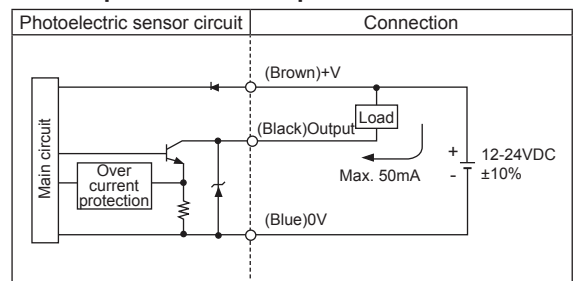 Photoelectric sensor circuit
Connection
(Brown)+V
Load
(Black)Output
Main circuit
Over
current
protection
Max. 50mA
+
-
12-24VDC
±10%
(Blue)0V